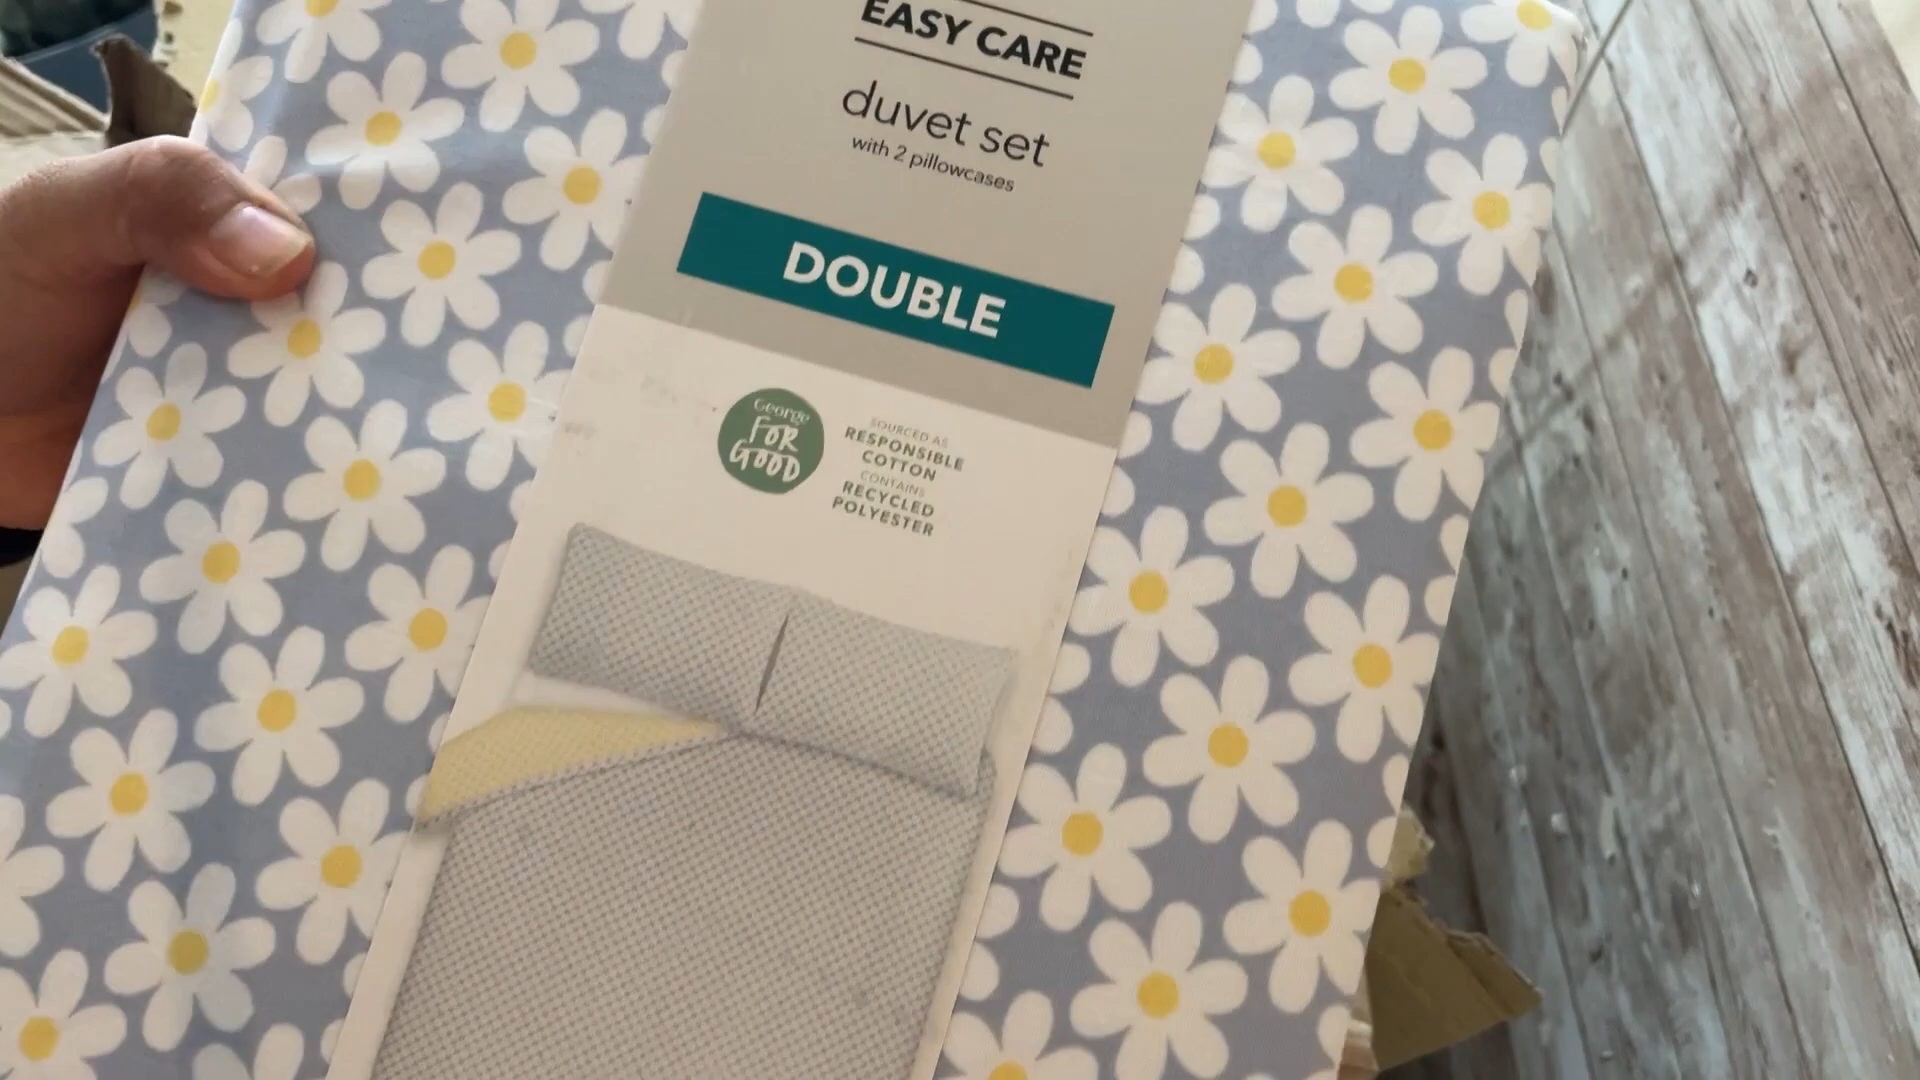 EASY CARE
duvet set
with 2 pillowcases
DOUBLE
George
FOR
GOOD
SOURCED AS
RESPONSIBLE
COTTON
CONTAINS
RECYCLED
POLYESTER